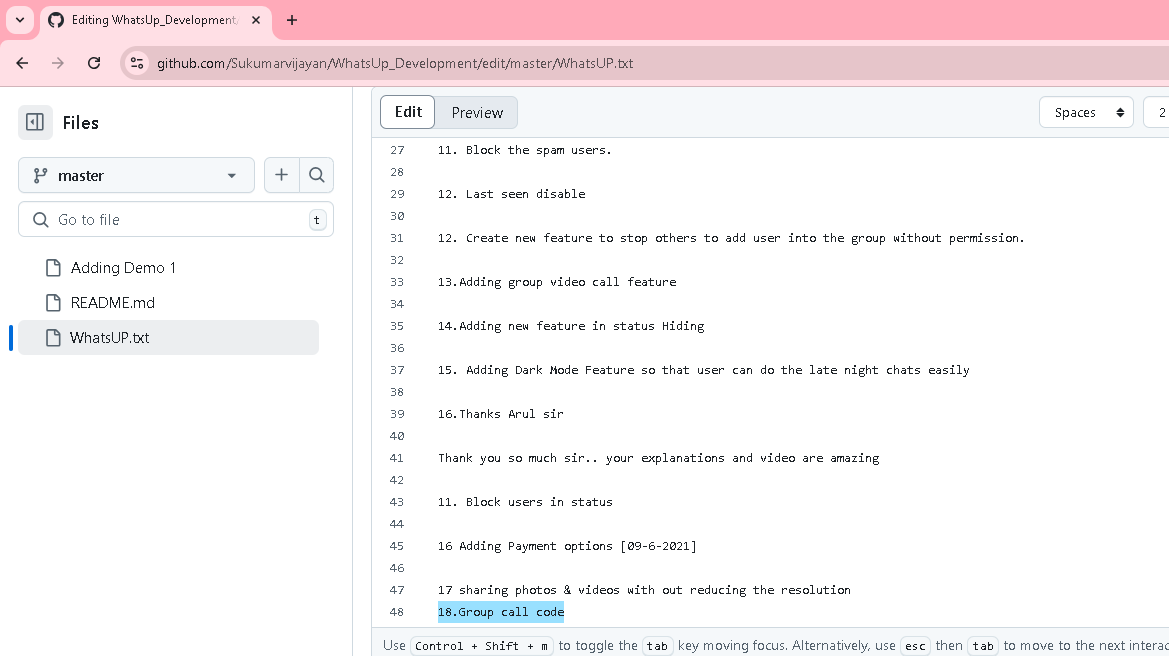 Editing WhatsUp_Development/
github.com/Sukumarvijayan/WhatsUp_Development/edit/master/WhatsUP.txt
Files
master
Go to file
t
Adding Demo 1
README.md
WhatsUP.txt
Edit
Preview
Spaces
2
27 11. Block the spam users.
28
29 12. Last seen disable
30
31 12. Create new feature to stop others to add user into the group without permission.
32
33 13.Adding group video call feature
34
35 14.Adding new feature in status Hiding
36
37 15. Adding Dark Mode Feature so that user can do the late night chats easily
38
39 16.Thanks Arul sir
40
41 Thank you so much sir.. your explanations and video are amazing
42
43 11. Block users in status
44
45 16 Adding Payment options [09-6-2021]
46
47 17 sharing photos & videos with out reducing the resolution
48 18.Group call code
Use Control + Shift + m to toggle the tab key moving focus. Alternatively, use esc then tab to move to the next interac